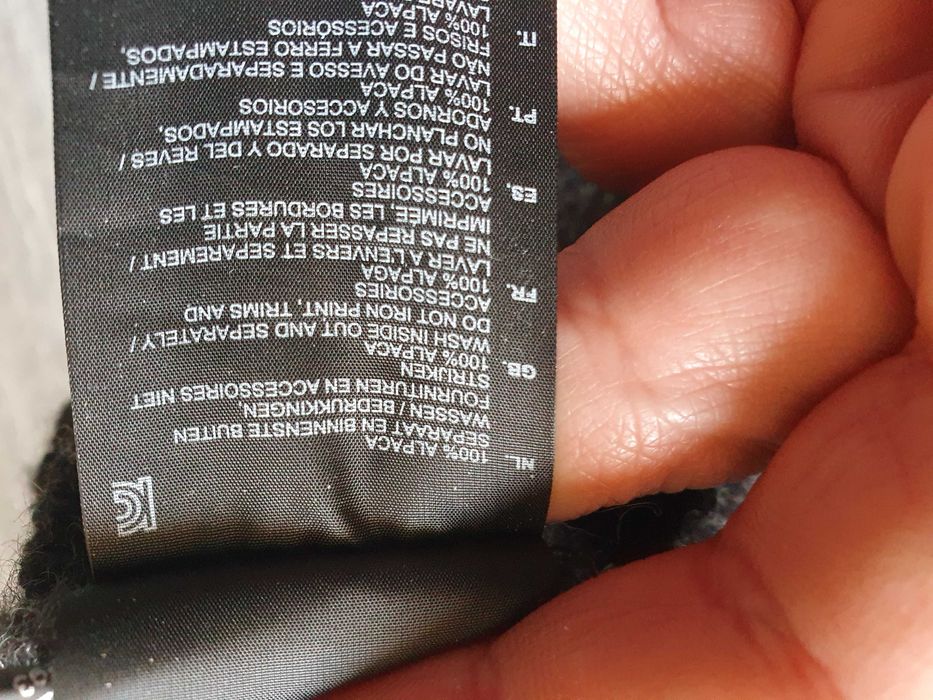 NL.
100% ALPACA
SEPARAAT EN BINNENSTE BUITEN
WASSEN / BEDRUKKINGEN
FOURNITUREN EN ACCESSOIRES NIET
STRIJKEN
GB.
100% ALPACA
WASH INSIDE OUT AND SEPARATELY /
DO NOT IRON PRINT, TRIMS AND
ACCESSORIES
FR.
100% ALPAGA
LAVER A L'ENVERS ET SEPAREMENT /
NE PAS REPASSER LA PARTIE
IMPRIMEE, LES BORDURES ET LES
ACCESSOIRES
ES.
100% ALPACA
LAVAR POR SEPARADO Y DEL REVES /
NO PLANCHAR LOS ESTAMPADOS,
ADORNOS Y ACCESORIOS
PT.
100% ALPACA
LAVAR DO AVESSO E SEPARADAMENTE /
NÃO PASSAR A FERRO ESTAMPADOS,
FRISOS E ACESSÓRIOS
IT.
100% ALPACA